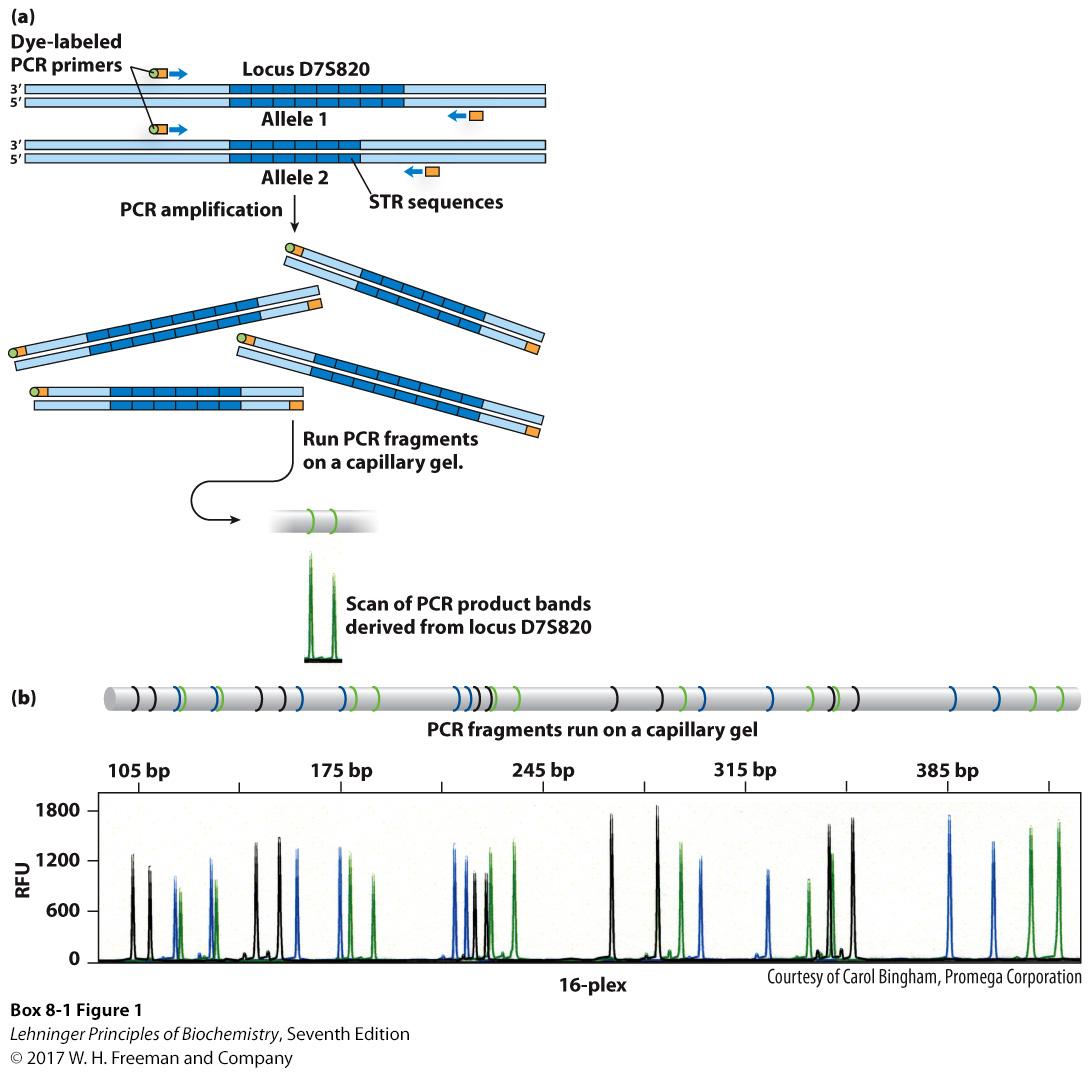 (a)
Dye-labeled
PCR primers
Locus D7S820
3′
5′
Allele 1
3′
5′
Allele 2
STR sequences
PCR amplification
Run PCR fragments
on a capillary gel.
Scan of PCR product bands
derived from locus D7S820
(b)
PCR fragments run on a capillary gel
105 bp 175 bp 245 bp 315 bp 385 bp
1800
1200
600
0
RFU
16-plex
Courtesy of Carol Bingham, Promega Corporation
Box 8-1 Figure 1
Lehninger Principles of Biochemistry, Seventh Edition
© 2017 W. H. Freeman and Company